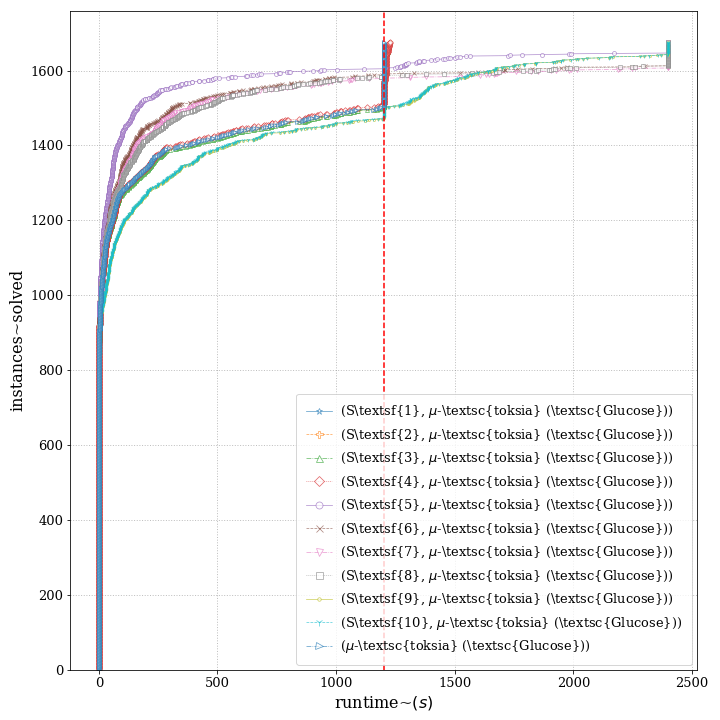 1600
1400
1200
1000
800
600
400
200
0
instances~solved
(S\textsf{1}, μ-\textsc{toksia} (\textsc{Glucose}))
(S\textsf{2}, μ-\textsc{toksia} (\textsc{Glucose}))
(S\textsf{3}, μ-\textsc{toksia} (\textsc{Glucose}))
(S\textsf{4}, μ-\textsc{toksia} (\textsc{Glucose}))
(S\textsf{5}, μ-\textsc{toksia} (\textsc{Glucose}))
(S\textsf{6}, μ-\textsc{toksia} (\textsc{Glucose}))
(S\textsf{7}, μ-\textsc{toksia} (\textsc{Glucose}))
(S\textsf{8}, μ-\textsc{toksia} (\textsc{Glucose}))
(S\textsf{9}, μ-\textsc{toksia} (\textsc{Glucose}))
(S\textsf{10}, μ-\textsc{toksia} (\textsc{Glucose}))
(μ-\textsc{toksia} (\textsc{Glucose}))
0 500 1000 1500 2000 2500
runtime~(s)